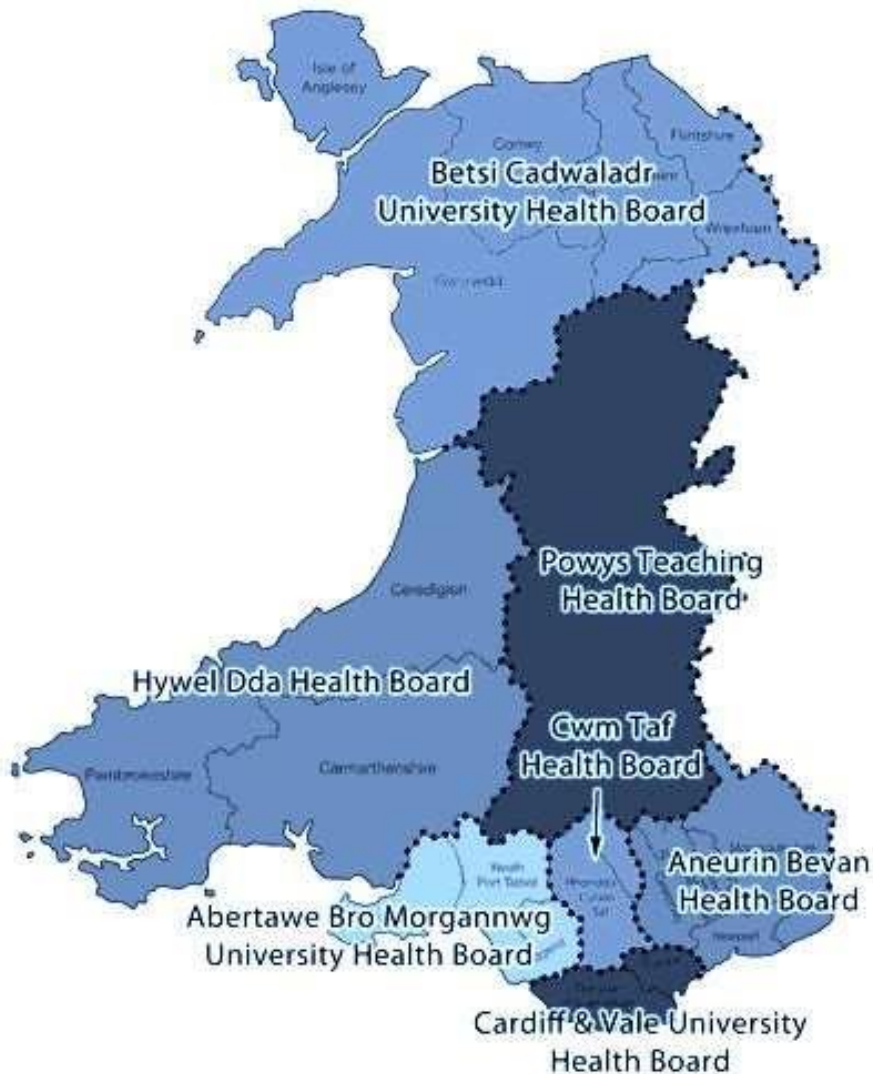 Isle of
Anglesey
Conwy
Flintshire
Betsi Cadwaladr
University Health Board
Wrexham
Powys Teaching
Health Board
Ceredigion
Hywel Dda Health Board
Cwm Taf
Health Board
Pembrokeshire
Carmarthenshire
Neath
Port Talbot
Rhondda
Cynon
Taf
Aneurin Bevan
Health Board
Abertawe Bro Morgannwg
University Health Board
Newport
Cardiff & Vale University
Health Board